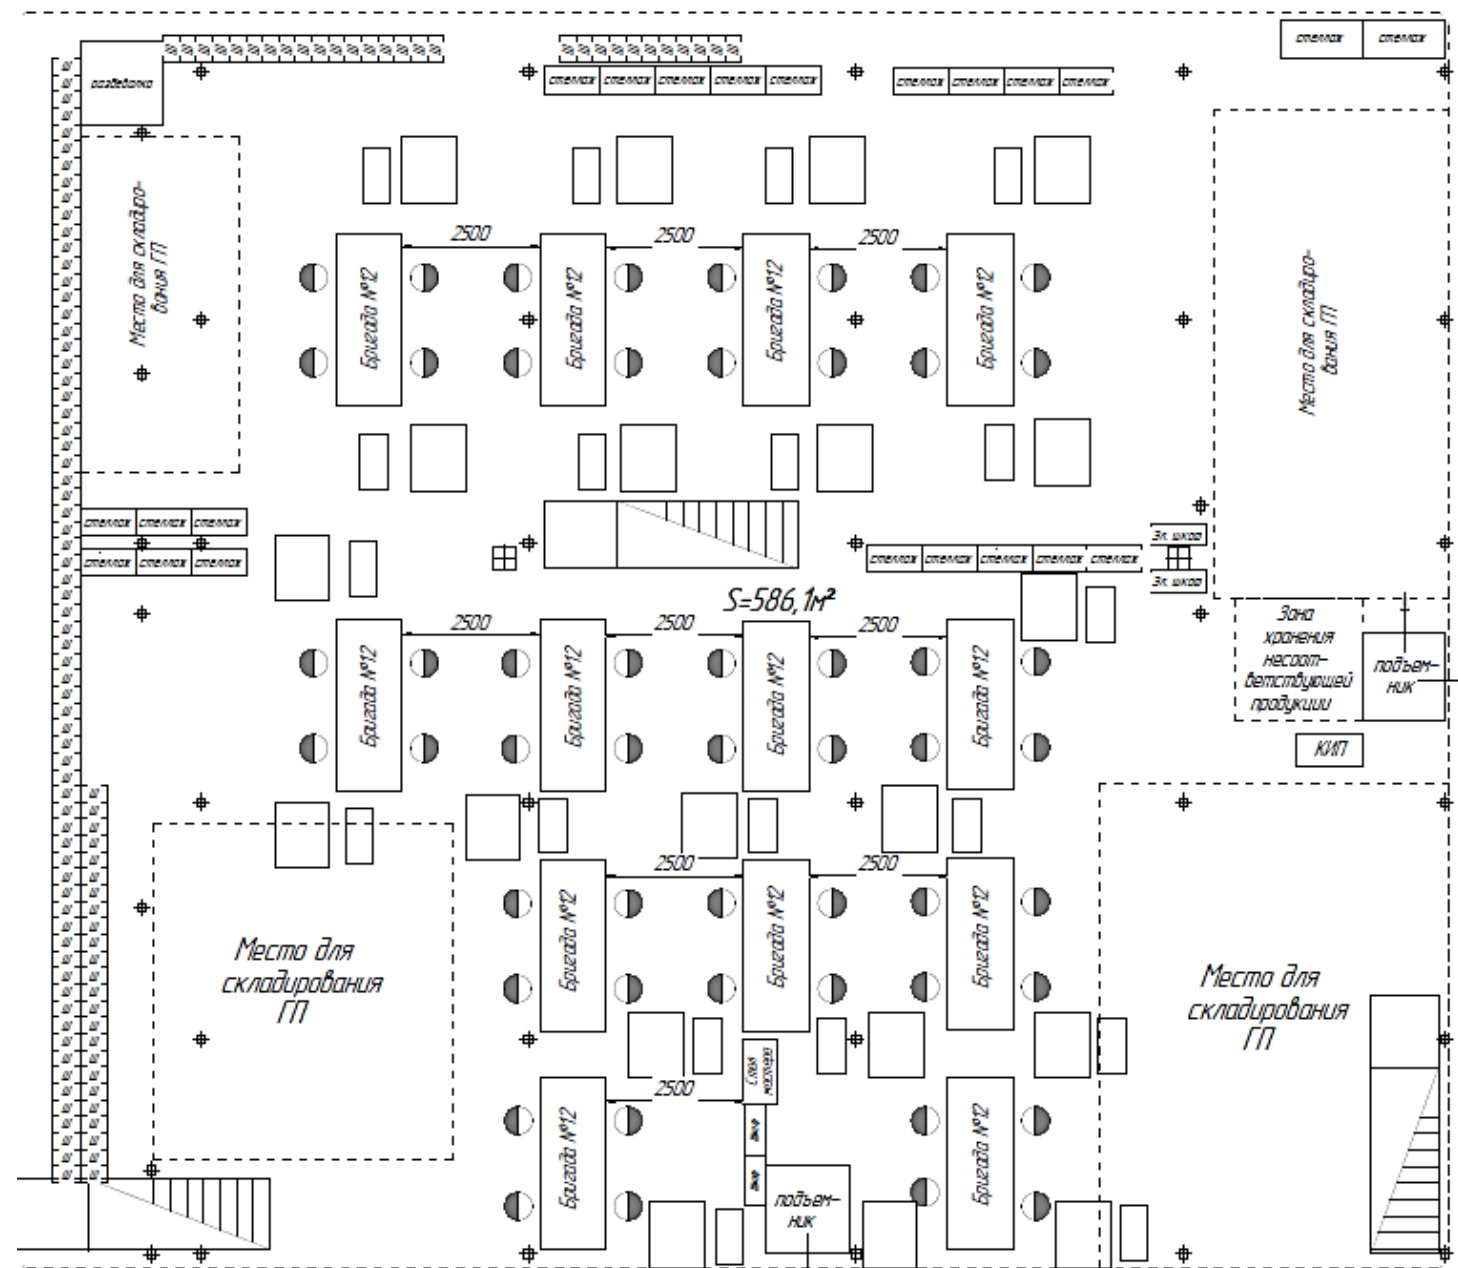 Ш Ш Ш Ш Ш Ш Ш Ш Ш Ш Ш Ш Ш Ш Ш Ш Ш Ш
Ш Ш Ш Ш Ш Ш Ш Ш Ш Ш Ш Ш
стеллаж стеллаж
раздевалка
стеллаж стеллаж стеллаж стеллаж стеллаж
стеллаж стеллаж стеллаж стеллаж
Место для складиро-
вания ГП
2500
2500
2500
Бригада №12
Бригада №12
Бригада №12
Бригада №12
Место для складиро-
вания ГП
стеллаж стеллаж стеллаж
стеллаж стеллаж стеллаж
стеллаж стеллаж стеллаж стеллаж стеллаж
Эл. шкаф
Эл. шкаф
S=586,1м²
2500
2500
2500
Бригада №12
Бригада №12
Бригада №12
Бригада №12
Зона
хранения
несоот-
ветствующей
продукции
подъем-
ник
КИП
2500
2500
Бригада №12
Бригада №12
Бригада №12
Место для
складирования
ГП
Место для
складирования
ГП
Стол
мастера
2500
Бригада №12
Бригада №12
шкаф
шкаф
подъем-
ник